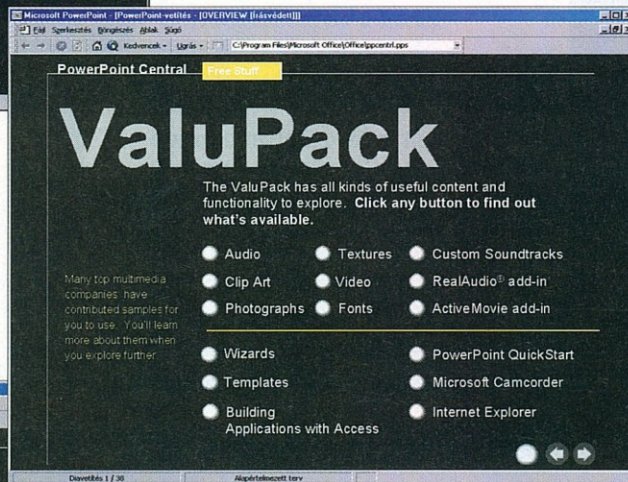 Microsoft PowerPoint - [PowerPoint-vetítés - [OVERVIEW [Írásvédett]]]
Fájl Szerkesztés Böngészés Ablak Súgó
Kedvencek Ugrás C:\Program Files\Microsoft Office\Office\ppcentrl.pps
PowerPoint Central Free Stuff
ValuPack
The ValuPack has all kinds of useful content and
functionality to explore. Click any button to find out
what's available.
Many top multimedia
companies have
contributed samples for
you to use. You'll learn
more about them when
you explore further.
Audio Textures Custom Soundtracks
Clip Art Video RealAudio® add-in
Photographs Fonts ActiveMovie add-in
Wizards PowerPoint QuickStart
Templates Microsoft Camcorder
Building Internet Explorer
Applications with Access
Diavetítés 1 / 38 Alapértelmezett terv